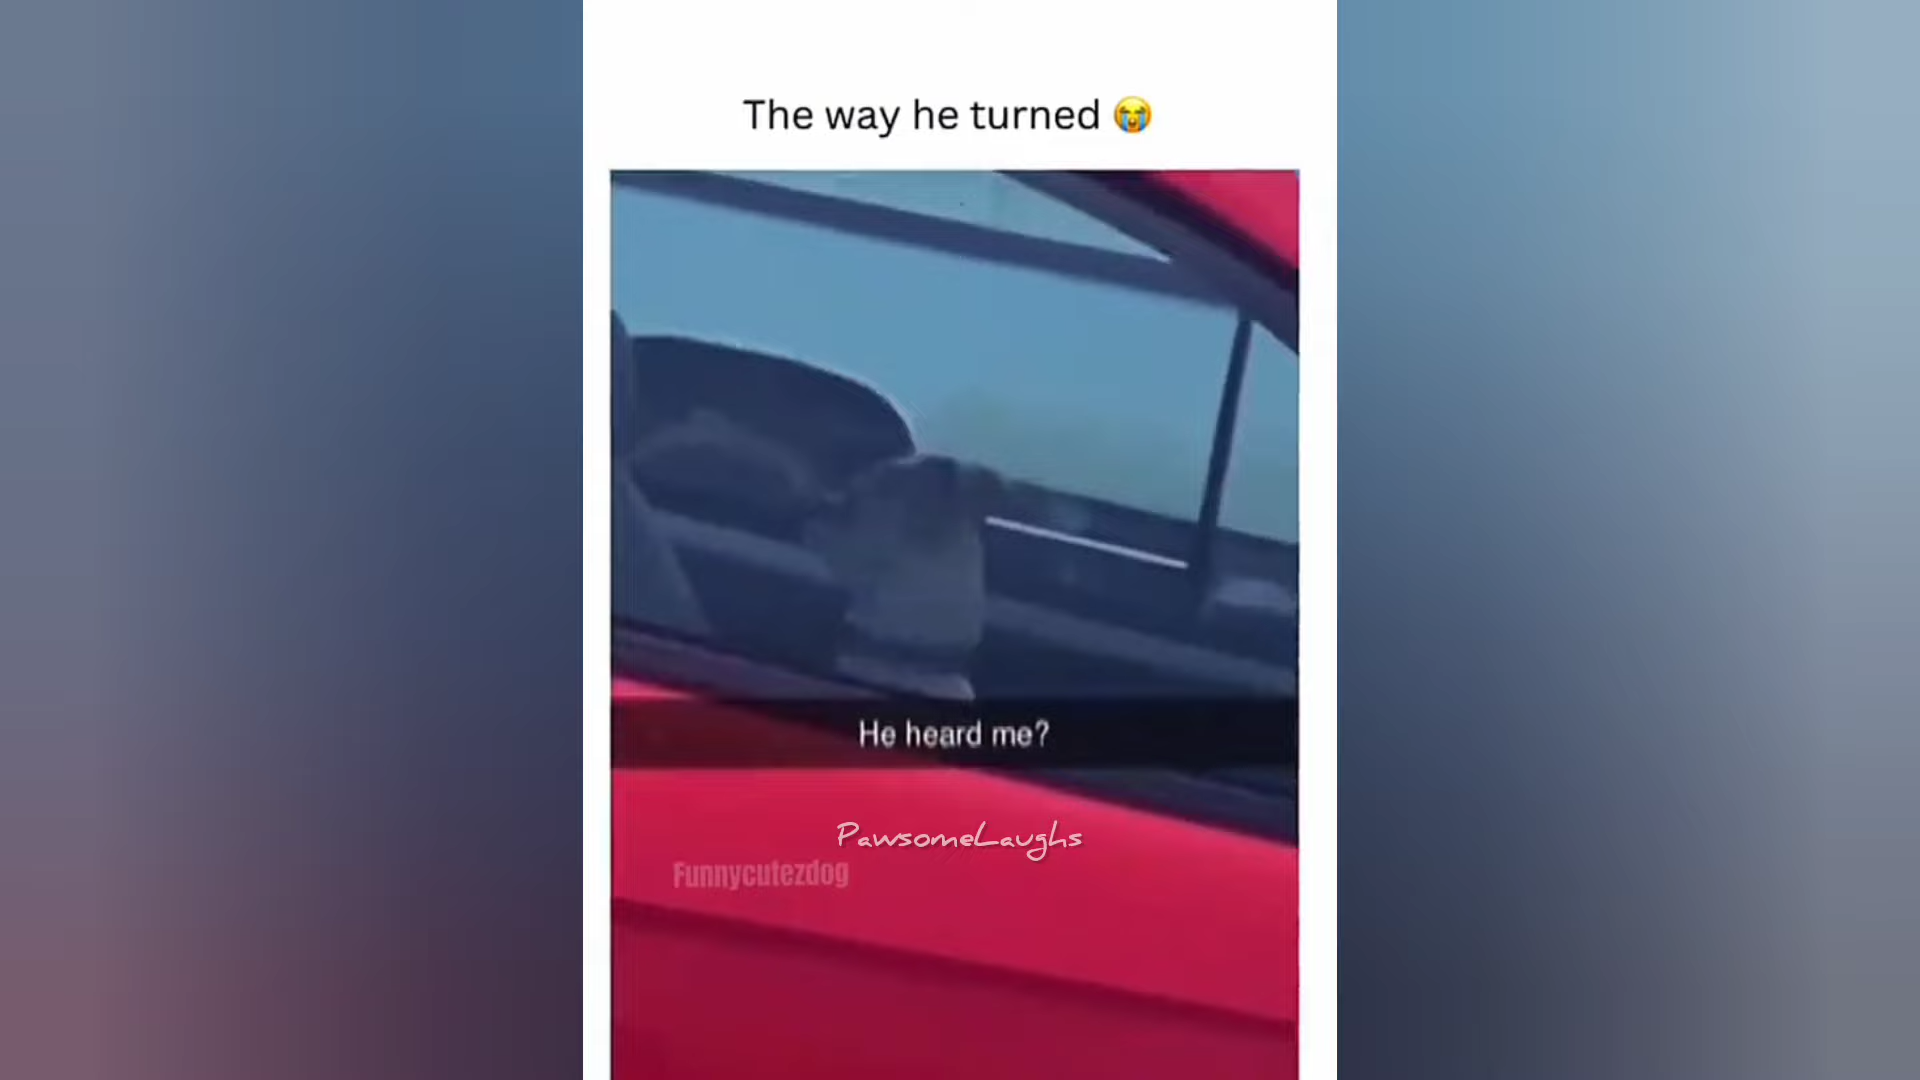 The way he turned 😭
He heard me?
PawsomeLaughs
Funnycutezdog